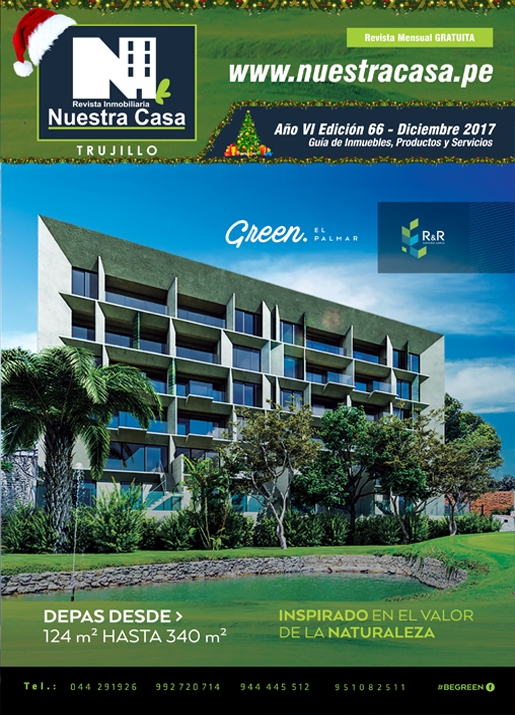 Revista Mensual GRATUITA
www.nuestracasa.pe
Revista Inmobiliaria
Nuestra Casa
TRUJILLO
Año VI Edición 66 - Diciembre 2017
Guía de Inmuebles, Productos y Servicios
Green. EL PALMAR
R&R
DEPAS DESDE >
124 m² HASTA 340 m²
INSPIRADO EN EL VALOR
DE LA NATURALEZA
Tel.: 044 291926 992720714 944 445 512 951082511 #BEGREEN